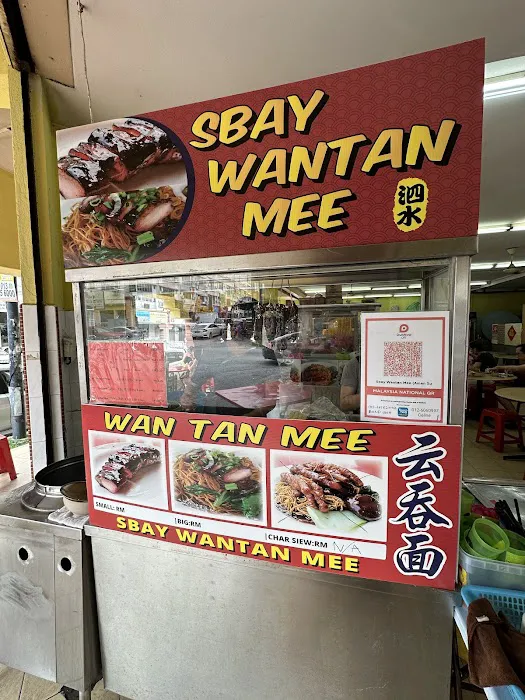 SBAY
WANTAN
MEE
泗水
MALAYSIA NATIONAL QR
WAN TAN MEE
云吞面
SMALL:RM
BIG:RM
CHAR SIEW:RM N/A
SBAY WANTAN MEE